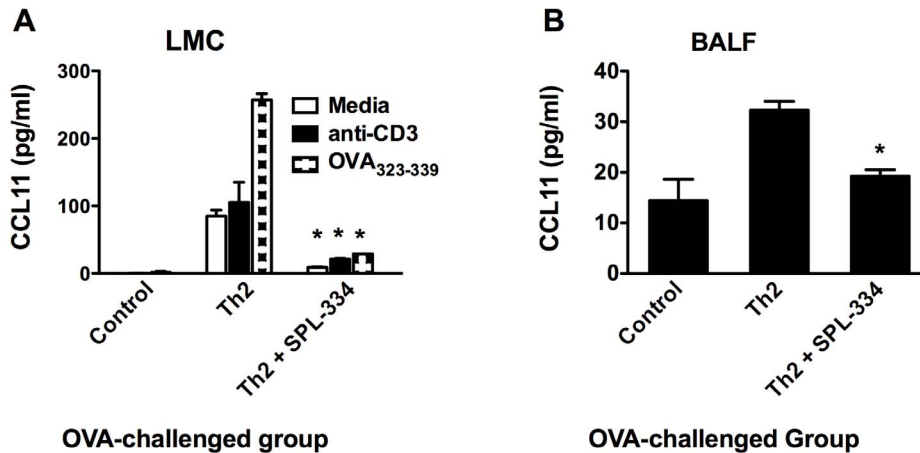 A
LMC
CCL11 (pg/ml)
300
200
100
0
Media
anti-CD3
OVA323-339
* * *
Control
Th2
Th2 + SPL-334
OVA-challenged group
B
BALF
CCL11 (pg/ml)
40
30
20
10
0
*
Control
Th2
Th2 + SPL-334
OVA-challenged Group